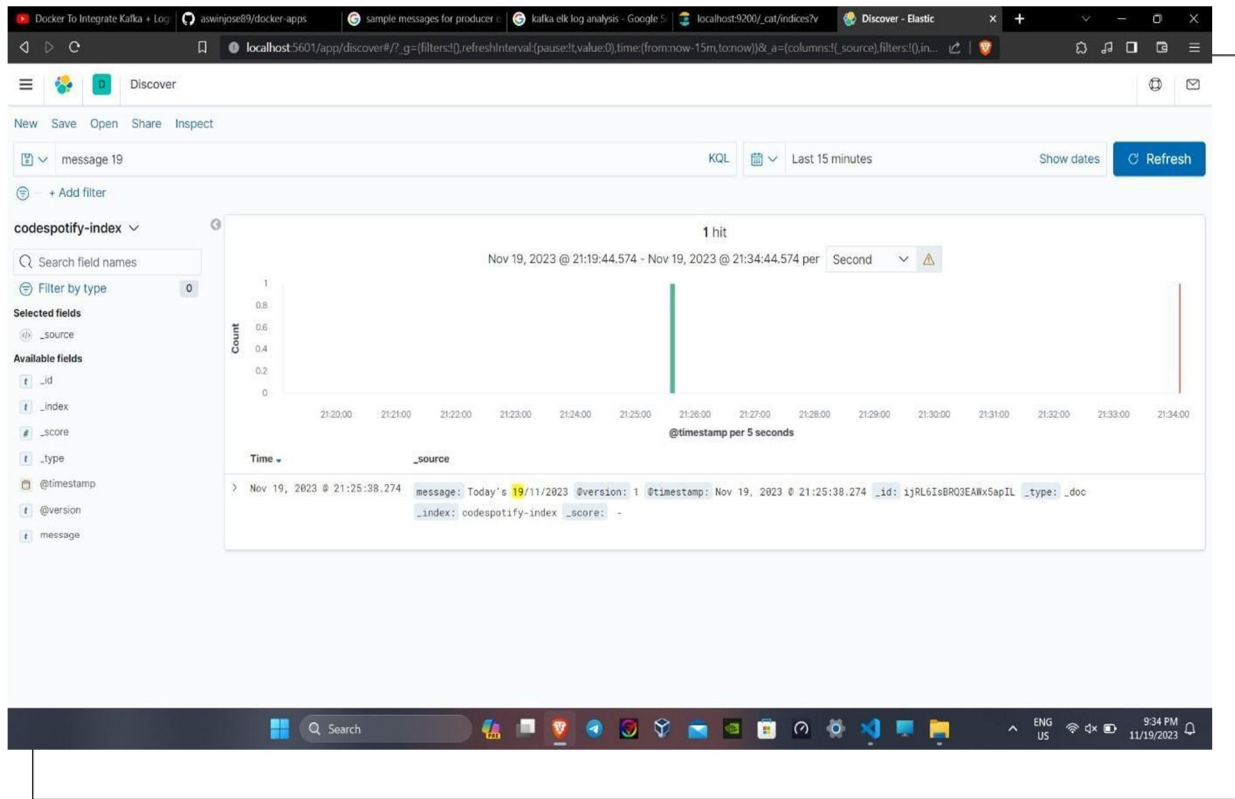 Docker To Integrate Kafka + Log
aswinjose89/docker-apps
sample messages for producer
kafka elk log analysis - Google S
localhost:9200/_cat/indices?v
Discover - Elastic
localhost:5601/app/discover#/?_g=(filters:!(),refreshInterval:(pause:!t,value:0),time:(from:now-15m,to:now))&_a=(columns:!(_source),filters:!(),in...
D Discover
New Save Open Share Inspect
message 19 KQL Last 15 minutes Show dates Refresh
+ Add filter
codespotify-index
Search field names
Filter by type 0
Selected fields
_source
Available fields
t _id
t _index
# _score
t _type
@timestamp
t @version
t message
1 hit
Nov 19, 2023 @ 21:19:44.574 - Nov 19, 2023 @ 21:34:44.574 per Second
Count
1
0.8
0.6
0.4
0.2
0
21:20:00 21:21:00 21:22:00 21:23:00 21:24:00 21:25:00 21:26:00 21:27:00 21:28:00 21:29:00 21:30:00 21:31:00 21:32:00 21:33:00 21:34:00
@timestamp per 5 seconds
Time _source
Nov 19, 2023 @ 21:25:38.274 message: Today's 19/11/2023 @version: 1 @timestamp: Nov 19, 2023 @ 21:25:38.274 _id: ijRL6IsBRQ3EAWx5apIL _type: _doc
_index: codespotify-index _score: -
Search
ENG
US
9:34 PM
11/19/2023